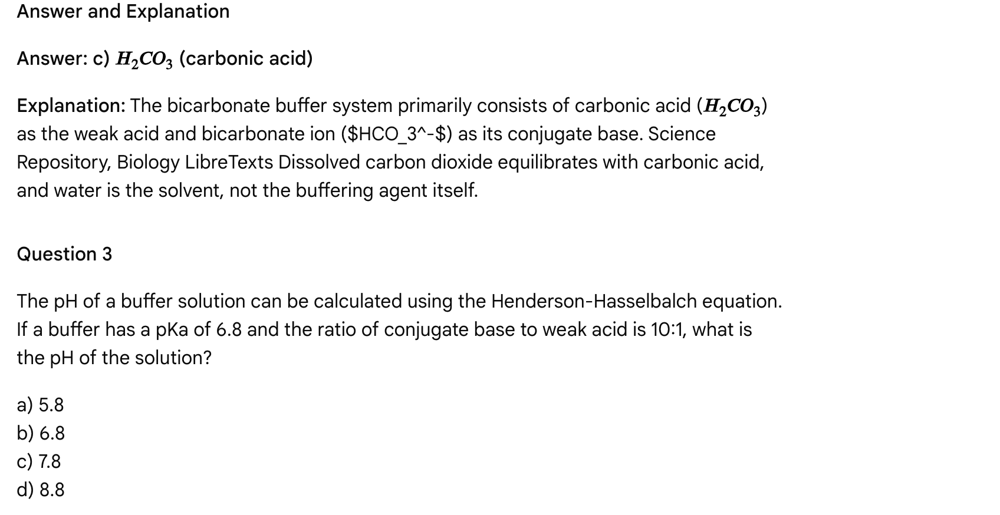 Answer and Explanation
Answer: c) H₂CO₃ (carbonic acid)
Explanation: The bicarbonate buffer system primarily consists of carbonic acid (H₂CO₃)
as the weak acid and bicarbonate ion ($HCO_3^-$) as its conjugate base. Science
Repository, Biology LibreTexts Dissolved carbon dioxide equilibrates with carbonic acid,
and water is the solvent, not the buffering agent itself.
Question 3
The pH of a buffer solution can be calculated using the Henderson-Hasselbalch equation.
If a buffer has a pKa of 6.8 and the ratio of conjugate base to weak acid is 10:1, what is
the pH of the solution?
a) 5.8
b) 6.8
c) 7.8
d) 8.8